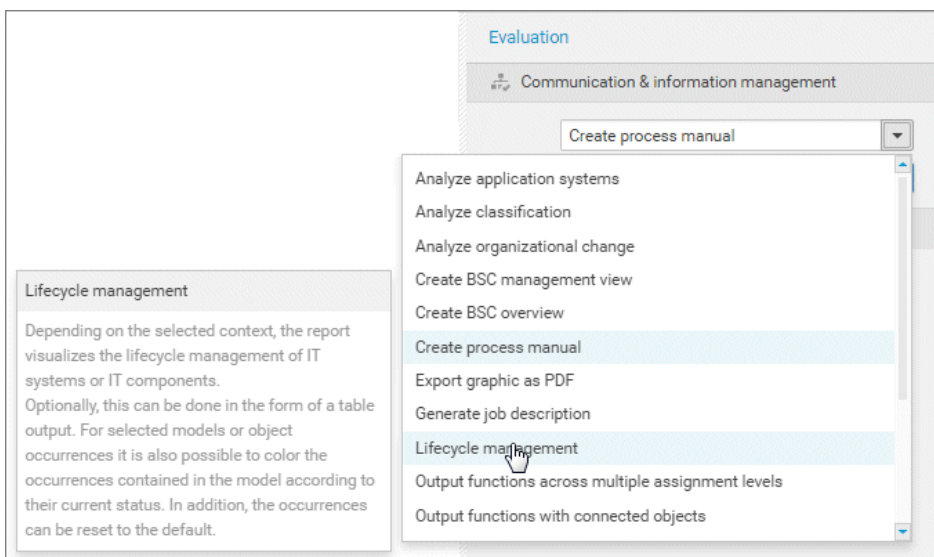 Evaluation
Communication & information management
Create process manual
Analyze application systems
Analyze classification
Analyze organizational change
Create BSC management view
Create BSC overview
Create process manual
Export graphic as PDF
Generate job description
Lifecycle management
Output functions across multiple assignment levels
Output functions with connected objects
Lifecycle management
Depending on the selected context, the report
visualizes the lifecycle management of IT
systems or IT components.
Optionally, this can be done in the form of a table
output. For selected models or object
occurrences it is also possible to color the
occurrences contained in the model according to
their current status. In addition, the occurrences
can be reset to the default.